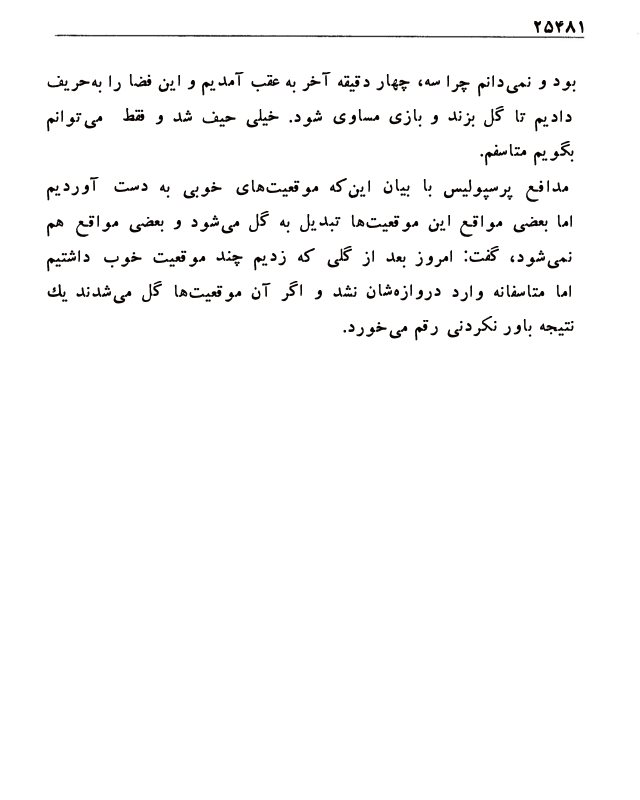 ۲۵۴۸۱
بود و نمی‌دانم چرا سه، چهار دقیقه آخر به عقب آمدیم و این فضا را به‌حریف
دادیم تا گل بزند و بازی مساوی شود. خیلی حیف شد و فقط می‌توانم
بگویم متاسفم.
مدافع پرسپولیس با بیان این‌که موقعیت‌های خوبی به دست آوردیم
اما بعضی مواقع این موقعیت‌ها تبدیل به گل می‌شود و بعضی مواقع هم
نمی‌شود، گفت: امروز بعد از گلی که زدیم چند موقعیت خوب داشتیم
اما متاسفانه وارد دروازه‌شان نشد و اگر آن موقعیت‌ها گل می‌شدند یك
نتیجه باور نکردنی رقم می‌خورد.